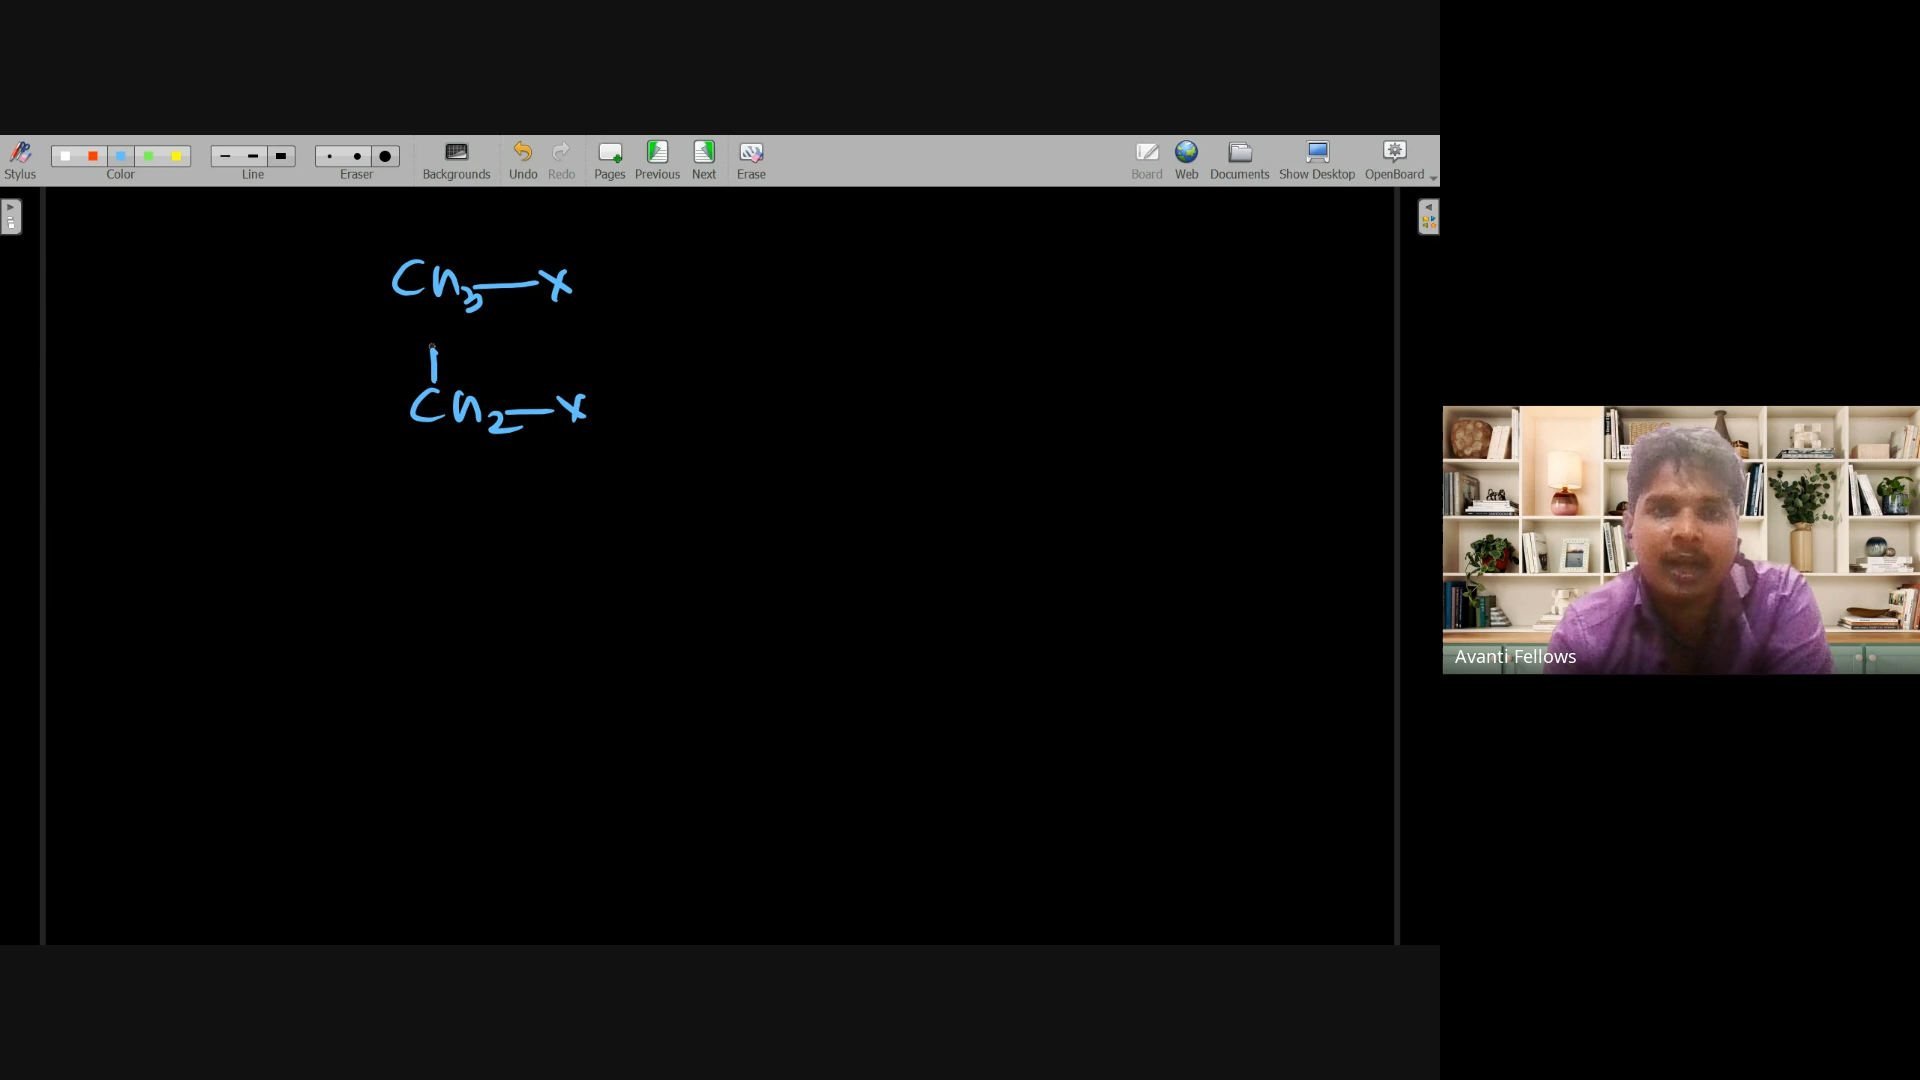 Stylus Color Line Eraser Backgrounds Undo Redo Pages Previous Next Erase Board Web Documents Show Desktop OpenBoard
CH3—X
CH2—X
Avanti Fellows